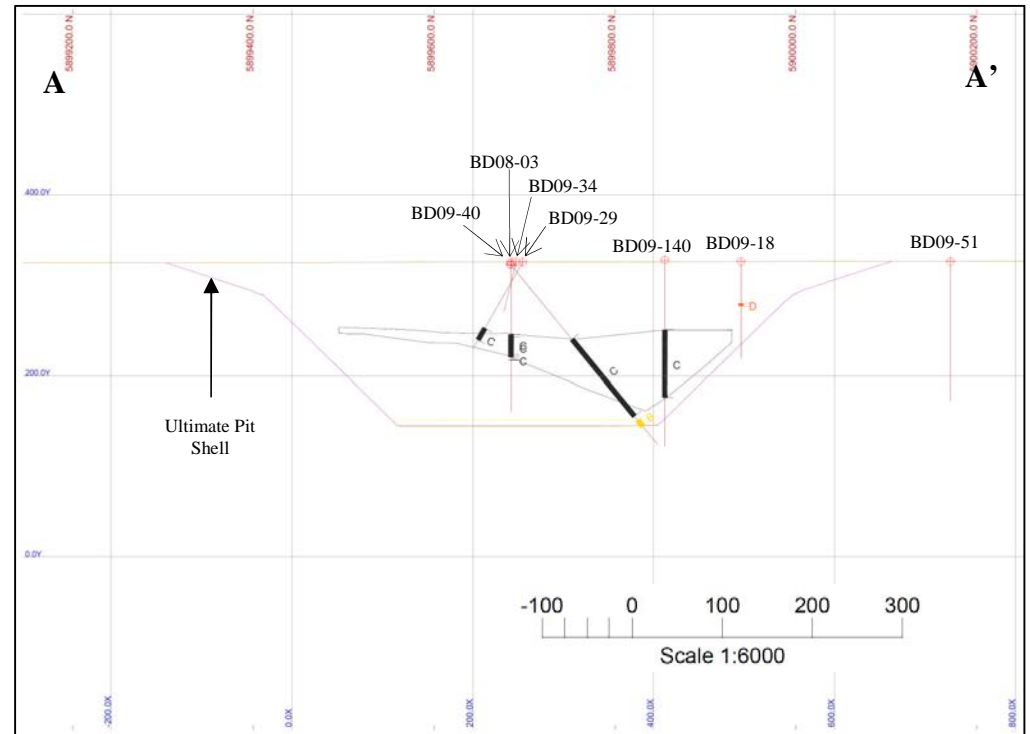 5899200.0 N
5899400.0 N
5899600.0 N
5899800.0 N
5900000.0 N
5900200.0 N
A
A’
BD08-03
400.0Y
BD09-34
BD09-40
BD09-29
BD09-140
BD09-18
BD09-51
D
C
C
C
C
200.0Y
Ultimate Pit
Shell
0.0Y
-100 0 100 200 300
Scale 1:6000
-200.0X
0.0X
200.0X
400.0X
600.0X
800.0X